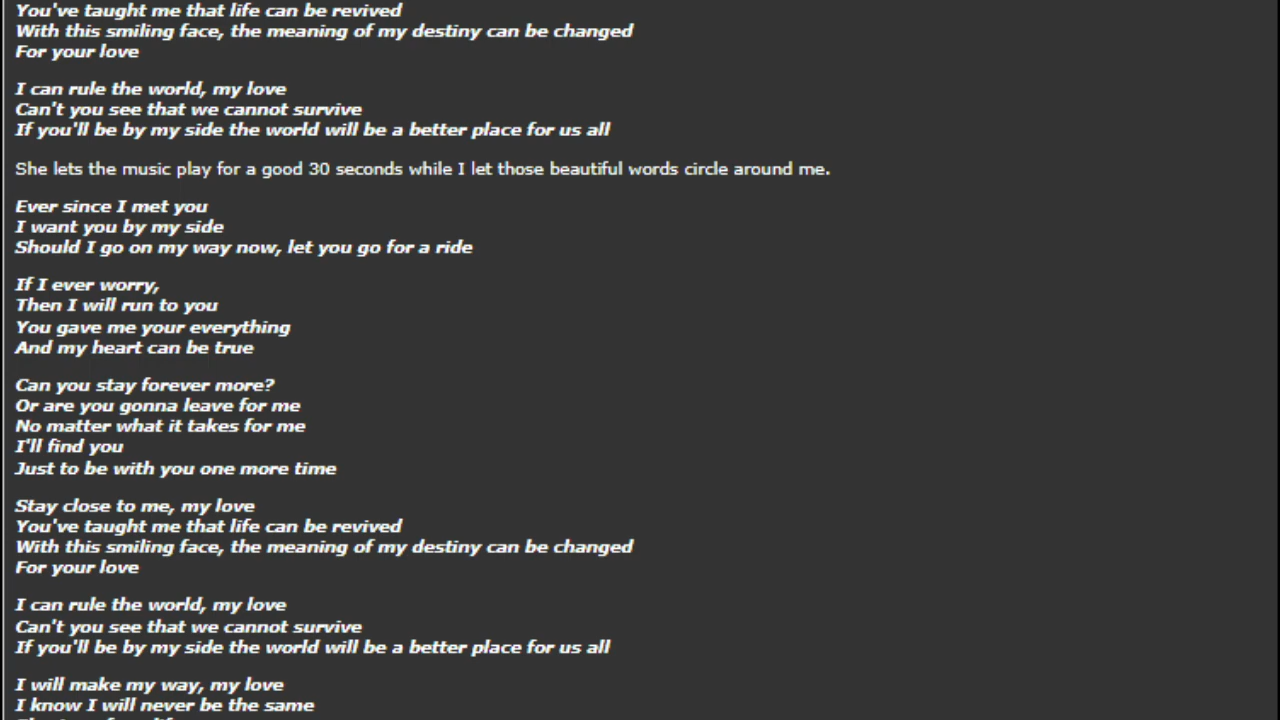 You've taught me that life can be revived
With this smiling face, the meaning of my destiny can be changed
For your love
I can rule the world, my love
Can't you see that we cannot survive
If you'll be by my side the world will be a better place for us all
She lets the music play for a good 30 seconds while I let those beautiful words circle around me.
Ever since I met you
I want you by my side
Should I go on my way now, let you go for a ride
If I ever worry,
Then I will run to you
You gave me your everything
And my heart can be true
Can you stay forever more?
Or are you gonna leave for me
No matter what it takes for me
I'll find you
Just to be with you one more time
Stay close to me, my love
You've taught me that life can be revived
With this smiling face, the meaning of my destiny can be changed
For your love
I can rule the world, my love
Can't you see that we cannot survive
If you'll be by my side the world will be a better place for us all
I will make my way, my love
I know I will never be the same